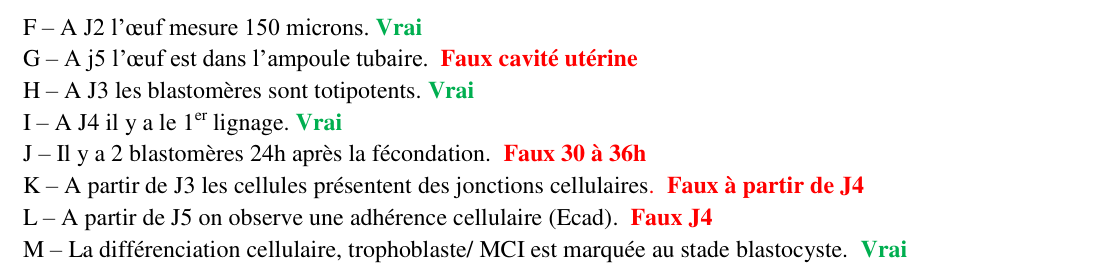 F – A J2 l’œuf mesure 150 microns. Vrai
G – A j5 l’œuf est dans l’ampoule tubaire. Faux cavité utérine
H – A J3 les blastomères sont totipotents. Vrai
I – A J4 il y a le 1er lignage. Vrai
J – Il y a 2 blastomères 24h après la fécondation. Faux 30 à 36h
K – A partir de J3 les cellules présentent des jonctions cellulaires. Faux à partir de J4
L – A partir de J5 on observe une adhérence cellulaire (Ecad). Faux J4
M – La différenciation cellulaire, trophoblaste/ MCI est marquée au stade blastocyste. Vrai